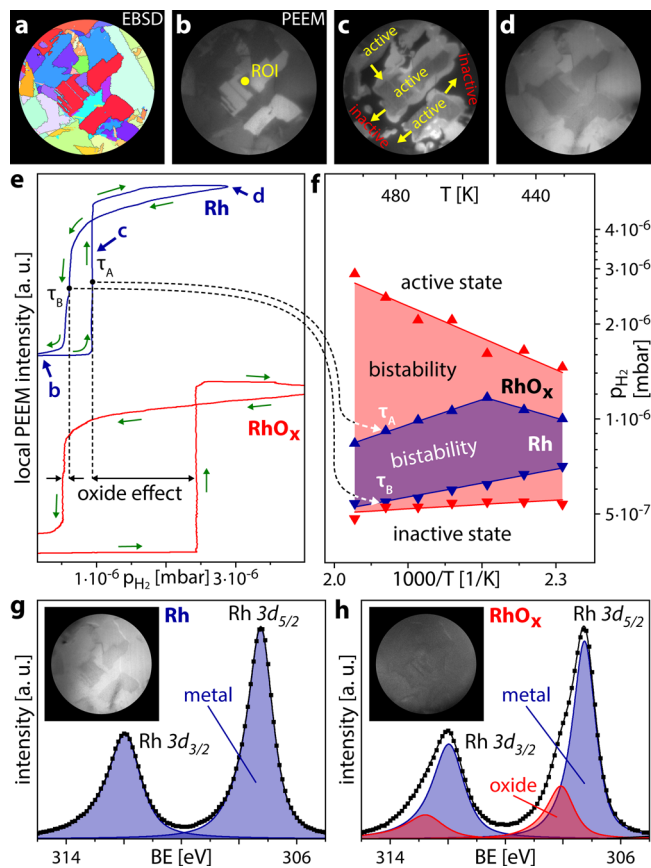 a EBSD
b PEEM
ROI
c
active
active
active
inactive
inactive
d
e
Rh
d
c
τA
τB
b
RhOx
oxide effect
local PEEM intensity [a. u.]
1·10⁻⁶ pH₂ [mbar] 3·10⁻⁶
f
480 T [K] 440
active state
bistability
RhOx
τA
bistability
Rh
τB
inactive state
4×10⁻⁶
3×10⁻⁶
2×10⁻⁶
pH₂ [mbar]
1×10⁻⁶
5×10⁻⁷
2.0 1000/T [1/K] 2.3
g
Rh
Rh 3d5/2
metal
Rh 3d3/2
intensity [a. u.]
314 BE [eV] 306
h
RhOx
Rh 3d5/2
metal
Rh 3d3/2
oxide
intensity [a. u.]
314 BE [eV] 306